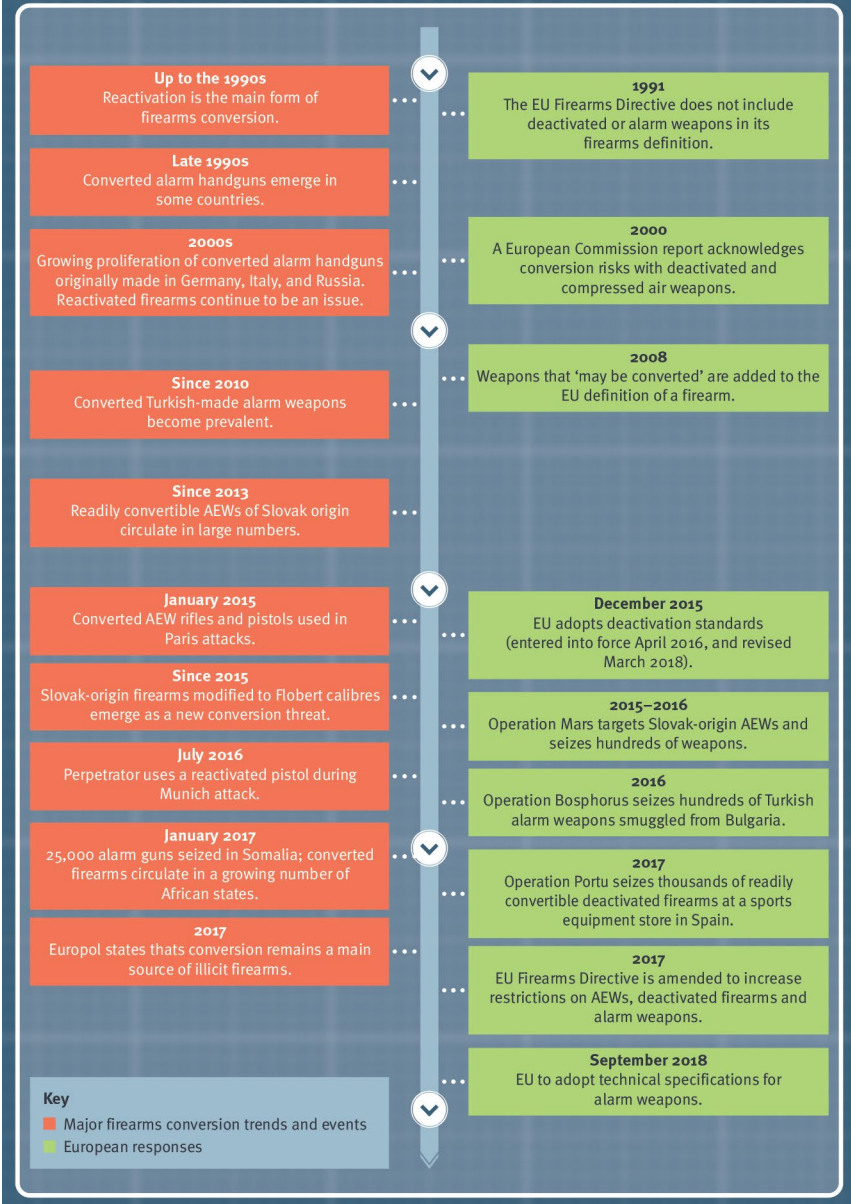 Up to the 1990s
Reactivation is the main form of
firearms conversion.
1991
The EU Firearms Directive does not include
deactivated or alarm weapons in its
firearms definition.
Late 1990s
Converted alarm handguns emerge in
some countries.
2000s
Growing proliferation of converted alarm handguns
originally made in Germany, Italy, and Russia.
Reactivated firearms continue to be an issue.
2000
A European Commission report acknowledges
conversion risks with deactivated and
compressed air weapons.
2008
Weapons that ‘may be converted’ are added to the
EU definition of a firearm.
Since 2010
Converted Turkish-made alarm weapons
become prevalent.
Since 2013
Readily convertible AEWs of Slovak origin
circulate in large numbers.
January 2015
Converted AEW rifles and pistols used in
Paris attacks.
December 2015
EU adopts deactivation standards
(entered into force April 2016, and revised
March 2018).
Since 2015
Slovak-origin firearms modified to Flobert calibres
emerge as a new conversion threat.
2015–2016
Operation Mars targets Slovak-origin AEWs and
seizes hundreds of weapons.
July 2016
Perpetrator uses a reactivated pistol during
Munich attack.
2016
Operation Bosphorus seizes hundreds of Turkish
alarm weapons smuggled from Bulgaria.
January 2017
25,000 alarm guns seized in Somalia; converted
firearms circulate in a growing number of
African states.
2017
Operation Portu seizes thousands of readily
convertible deactivated firearms at a sports
equipment store in Spain.
2017
Europol states thats conversion remains a main
source of illicit firearms.
2017
EU Firearms Directive is amended to increase
restrictions on AEWs, deactivated firearms and
alarm weapons.
September 2018
EU to adopt technical specifications for
alarm weapons.
Key
Major firearms conversion trends and events
European responses